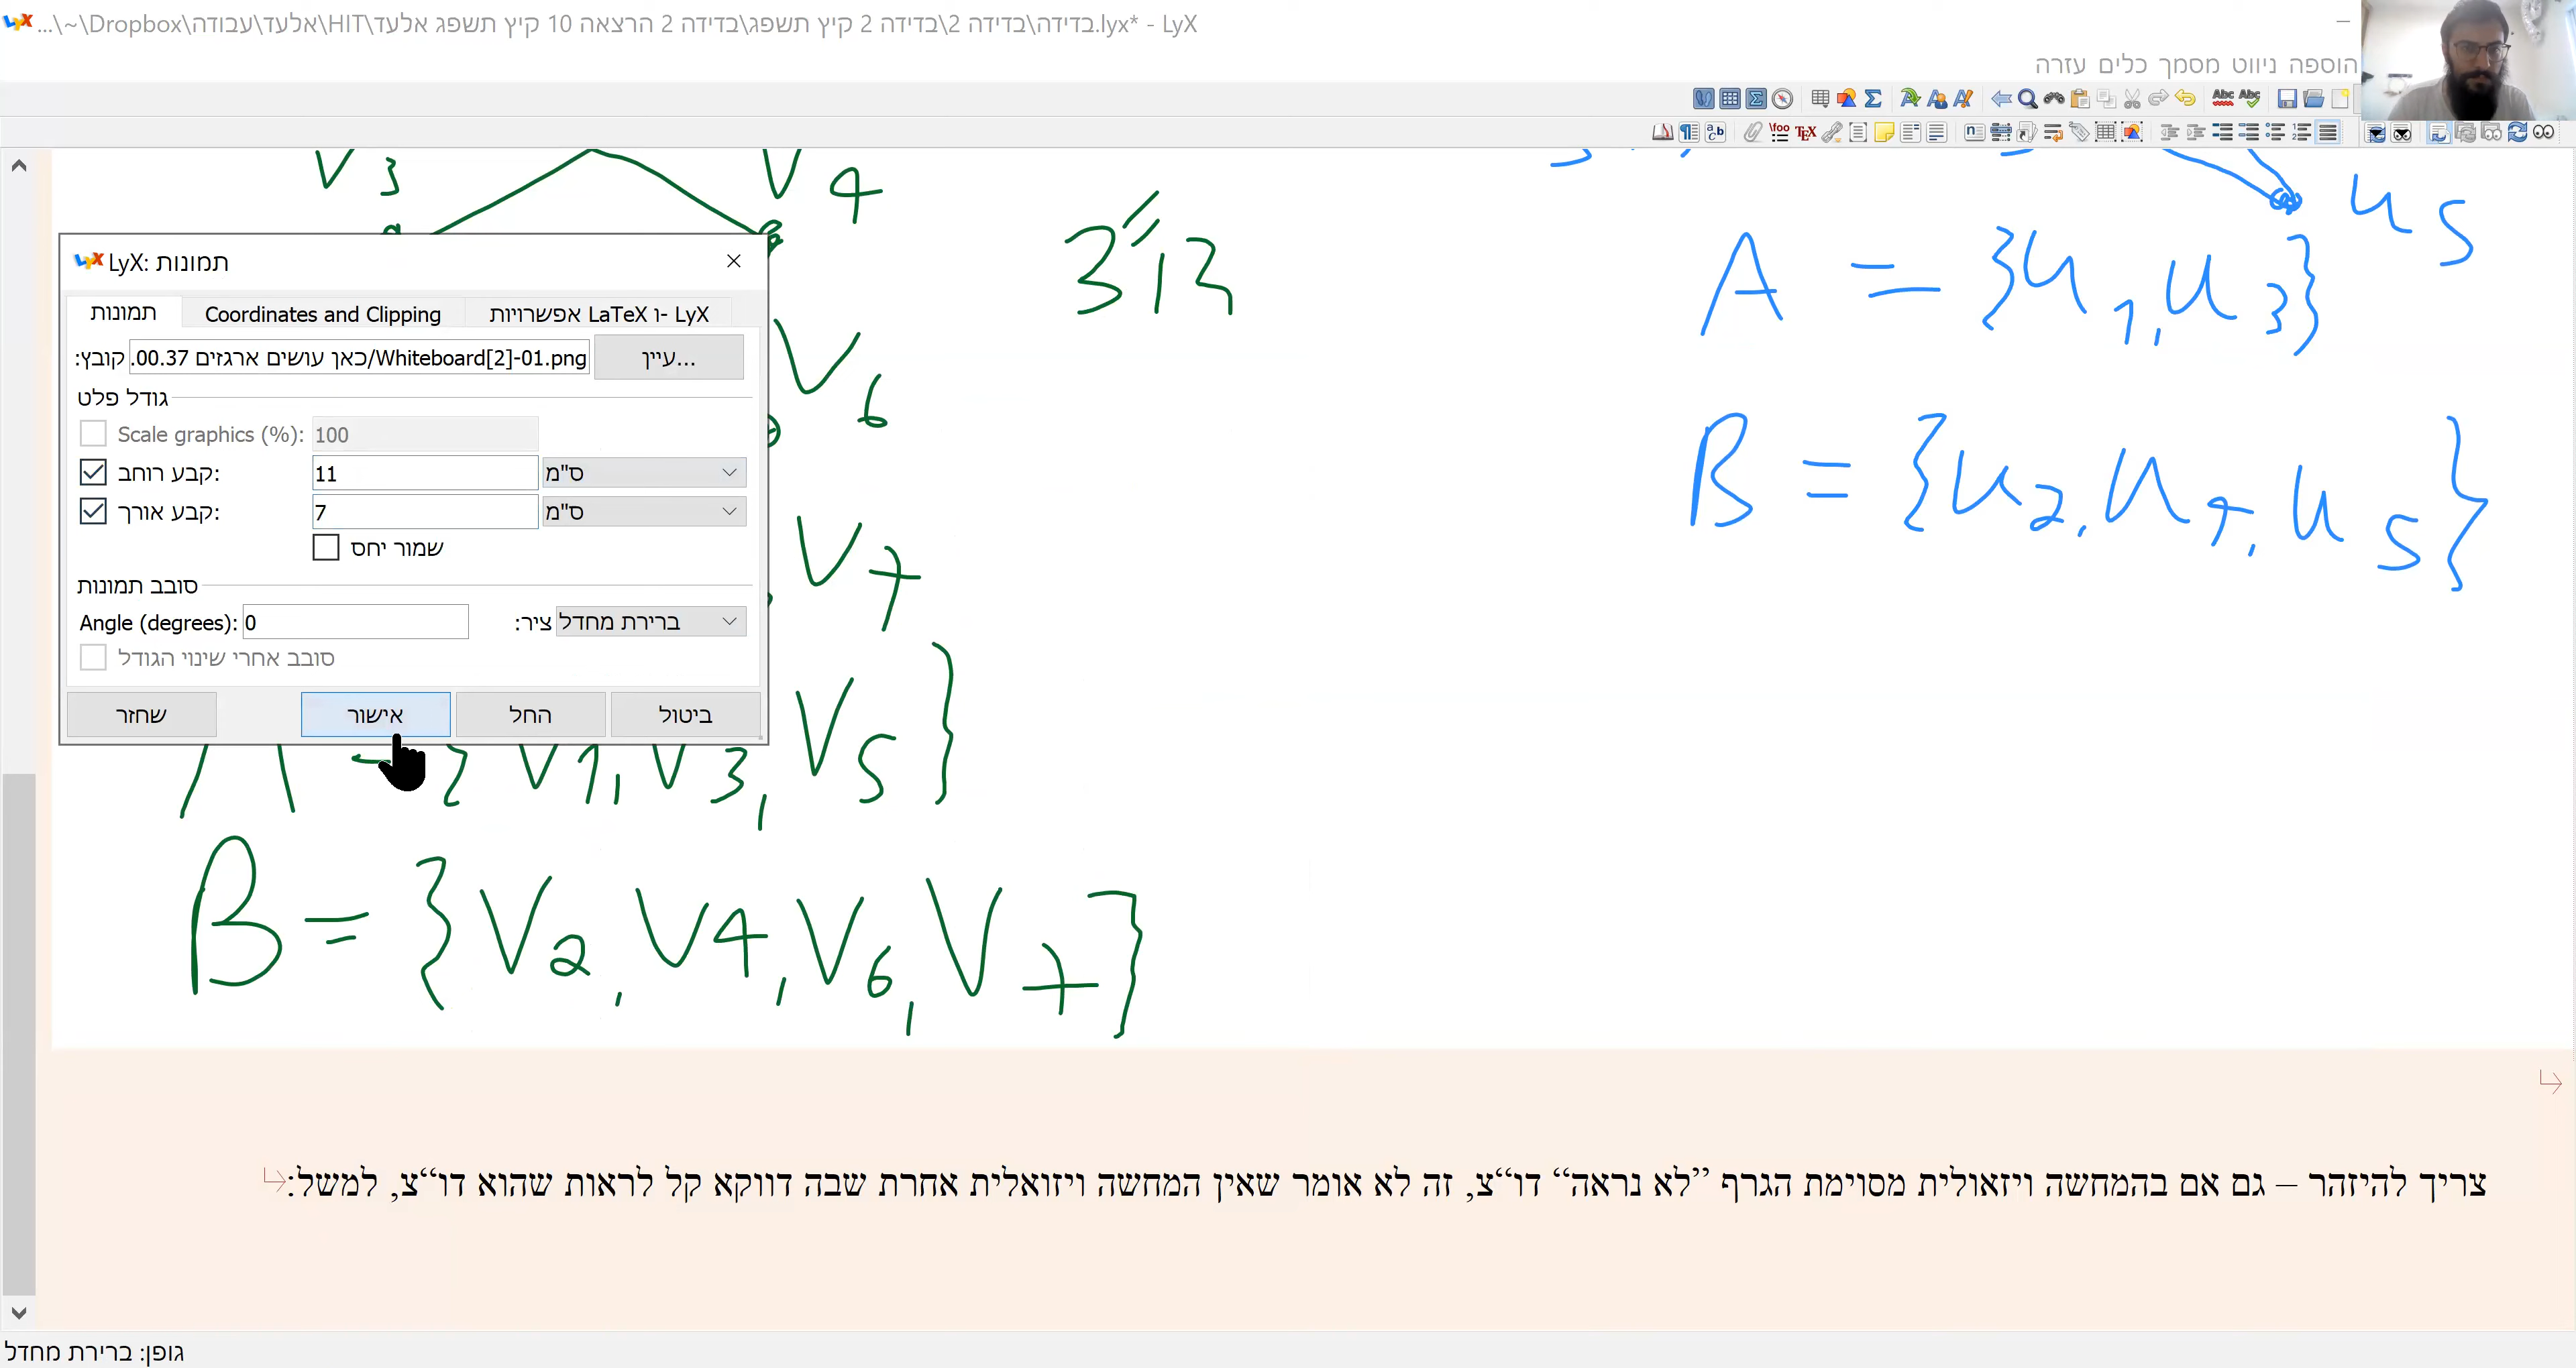 ...\~\Dropbox\אלעד\עבודה\HIT\בדידה\בדידה 2\בדידה 2 קיץ תשפג\בדידה 2 הרצאה 10 קיץ תשפג אלעד.lyx* - LyX
הוספה ניווט מסמך כלים עזרה
V3 V4
V6
V7
דו"צ
u5
A = {u1, u3}
B = {u2, u4, u5}
LyX: תמונות
תמונות Coordinates and Clipping אפשרויות LaTeX ו- LyX
קובץ: .00.37 כאן עושים ארגזים/Whiteboard[2]-01.png עיין...
גודל פלט
Scale graphics (%): 100
קבע רוחב: 11 ס"מ
קבע אורך: 7 ס"מ
שמור יחס
סובב תמונות
Angle (degrees): 0 ציר: ברירת מחדל
סובב אחרי שינוי הגודל
שחזר אישור החל ביטול
{V1, V3, V5}
B = {V2, V4, V6, V7}
צריך להיזהר – גם אם בהמחשה ויזאולית מסוימת הגרף ”לא נראה“ דו“צ, זה לא אומר שאין המחשה ויזואלית אחרת שבה דווקא קל לראות שהוא דו“צ, למשל:
גופן: ברירת מחדל